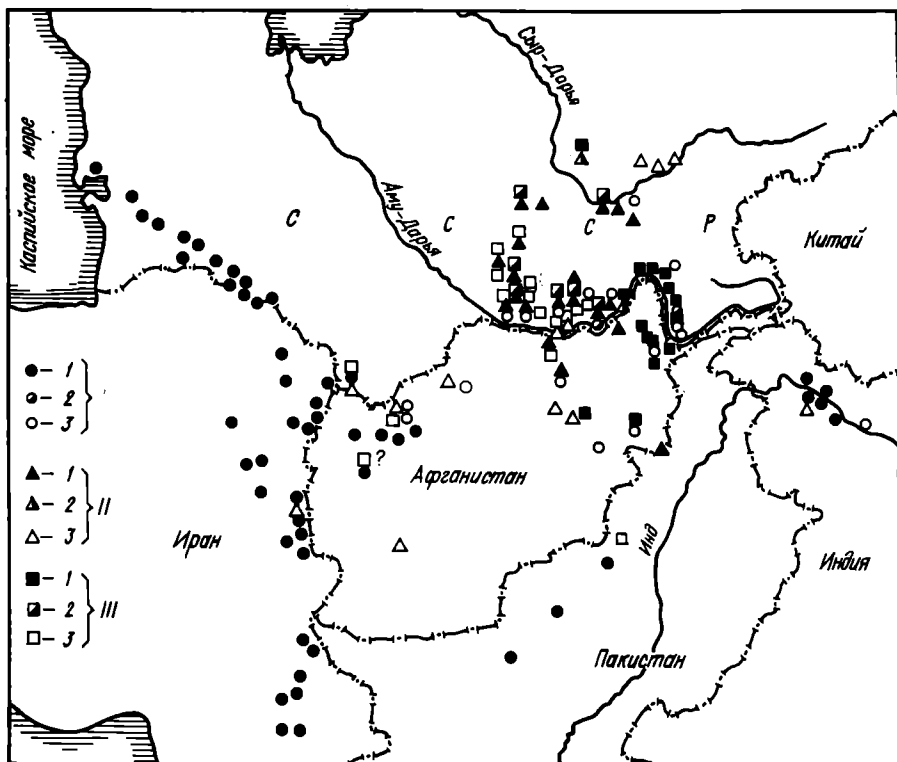 Каспийское море
Сыр-Дарья
Аму-Дарья
С С С Р
Китай
1
2
3
1
2 II
3
1
2 III
3
?
Афганистан
Иран
Инд
Индия
Пакистан